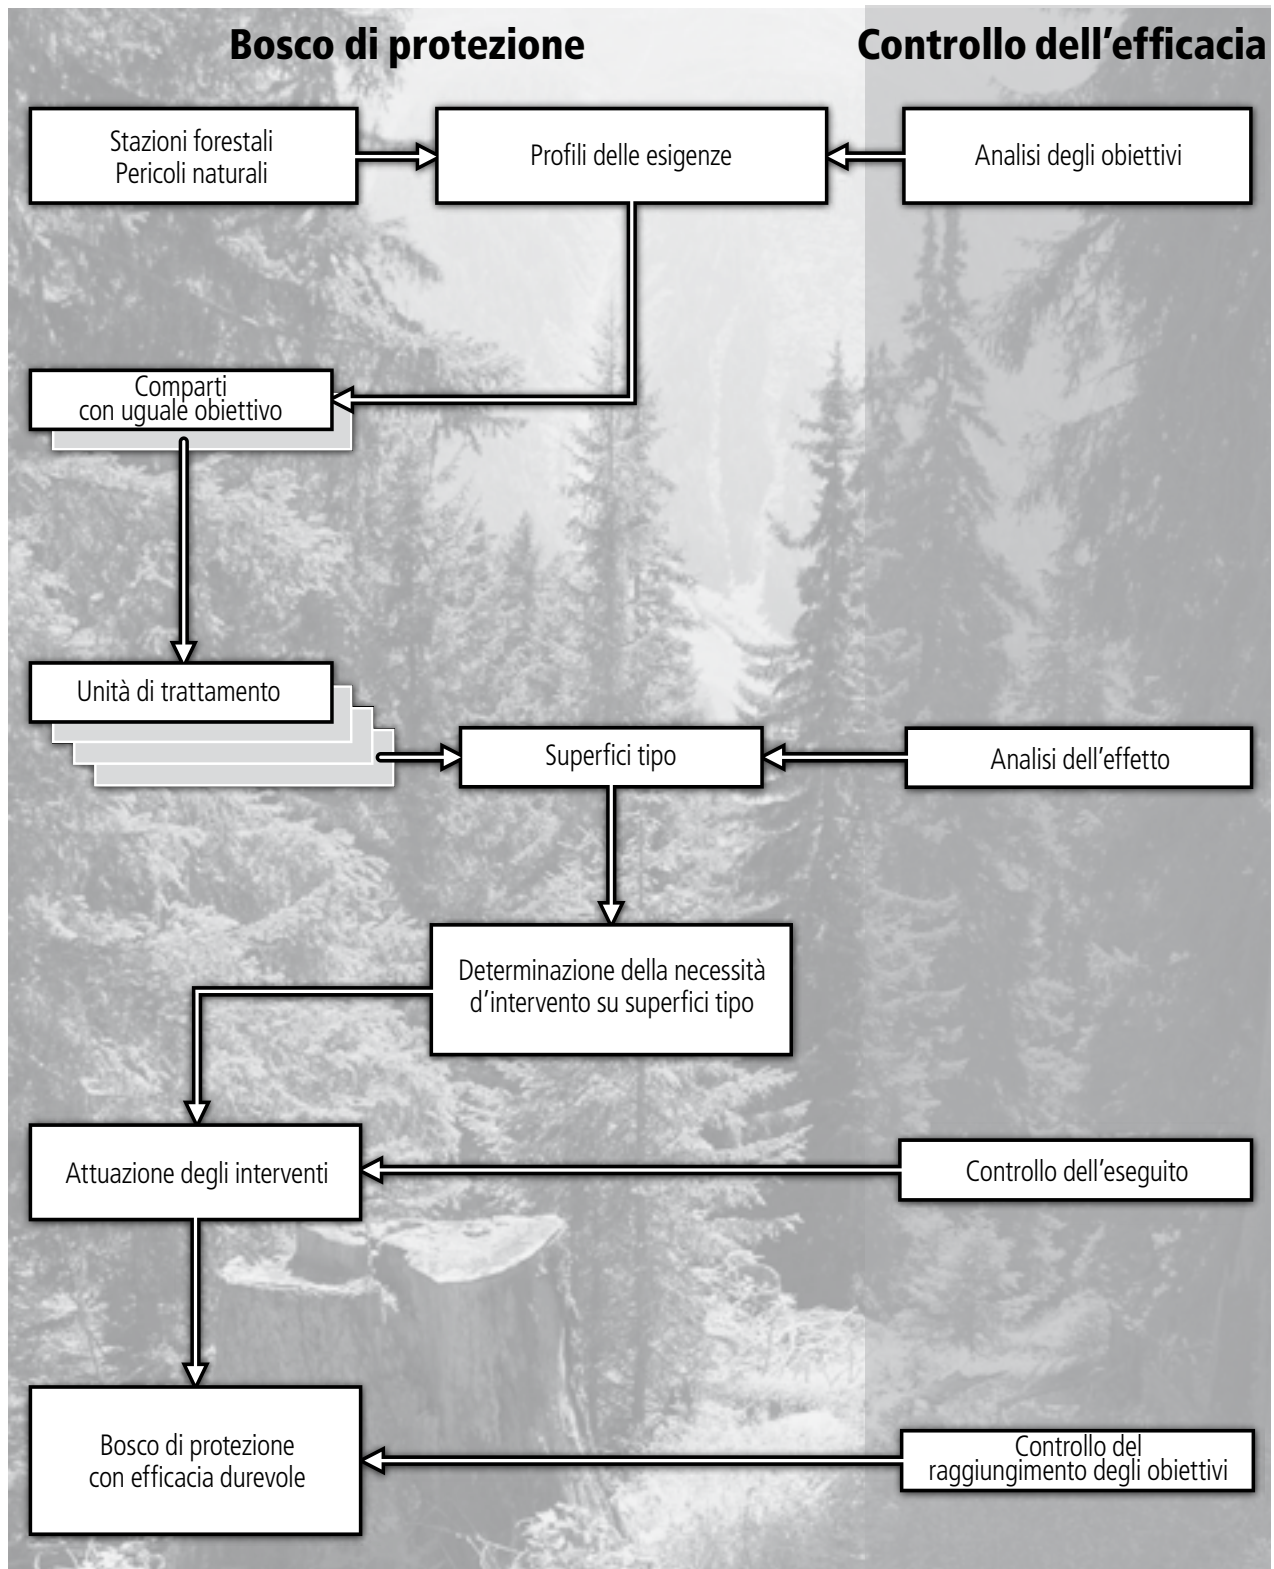 Bosco di protezione
Controllo dell’efficacia
Stazioni forestali
Pericoli naturali
Profili delle esigenze
Analisi degli obiettivi
Comparti
con uguale obiettivo
Unità di trattamento
Superfici tipo
Analisi dell’effetto
Determinazione della necessità
d’intervento su superfici tipo
Attuazione degli interventi
Controllo dell’eseguito
Bosco di protezione
con efficacia durevole
Controllo del
raggiungimento degli obiettivi